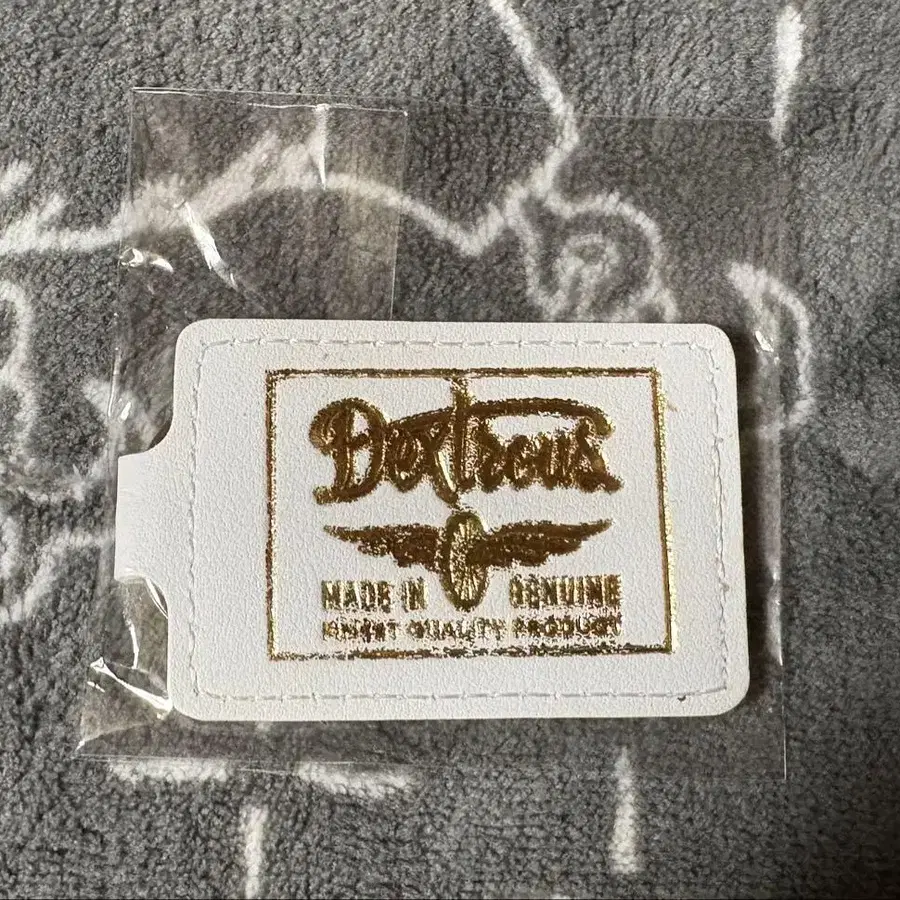 Dextrous
MADE IN GENUINE
FINEST QUALITY PRODUCT